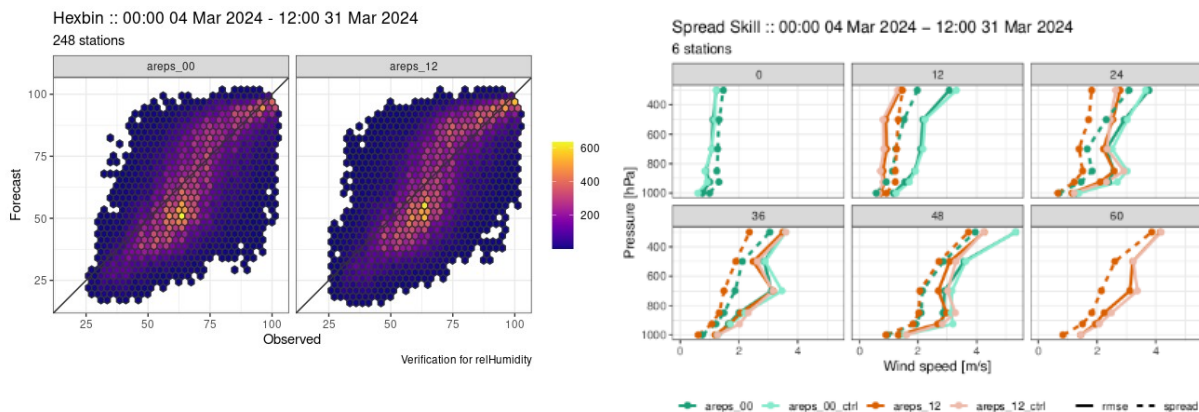 Hexbin :: 00:00 04 Mar 2024 - 12:00 31 Mar 2024
248 stations
areps_00 areps_12
100
75
50
25
Forecast
25 50 75 100 25 50 75 100
Observed
600
400
200
Verification for relHumidity
Spread Skill :: 00:00 04 Mar 2024 – 12:00 31 Mar 2024
6 stations
0 12 24
400
600
800
1000
36 48 60
400
600
800
1000
Pressure [hPa]
0 2 4 0 2 4 0 2 4
Wind speed [m/s]
areps_00 areps_00_ctrl areps_12 areps_12_ctrl rmse spread